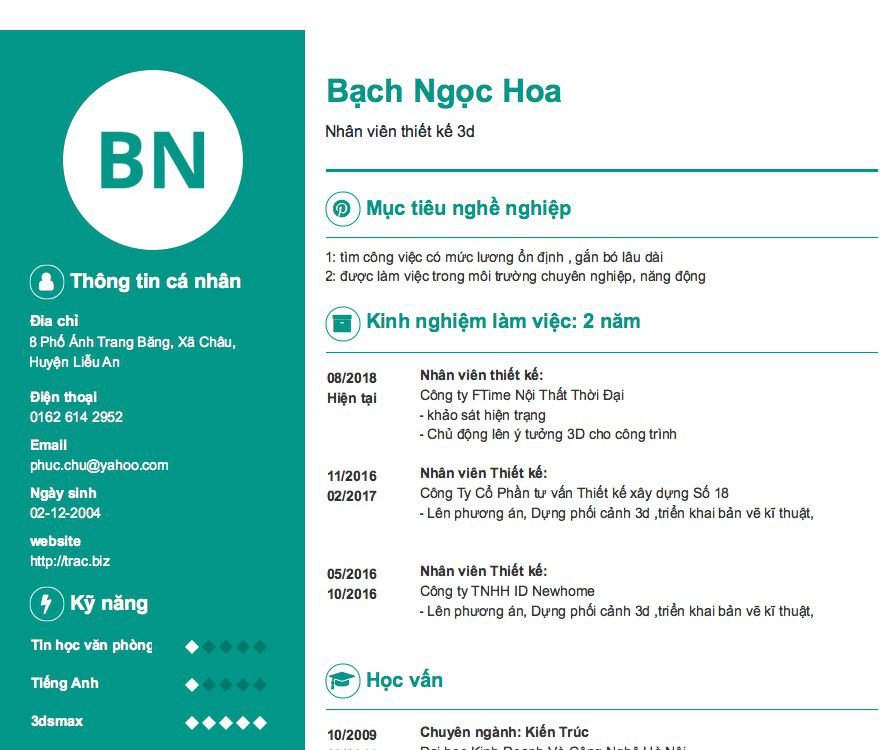 BN
Thông tin cá nhân
Địa chỉ
8 Phố Ánh Trang Băng, Xã Châu,
Huyện Liễu An
Điện thoại
0162 614 2952
Email
phuc.chu@yahoo.com
Ngày sinh
02-12-2004
website
http://trac.biz
Kỹ năng
Tin học văn phòng
Tiếng Anh
3dsmax
Bạch Ngọc Hoa
Nhân viên thiết kế 3d
Mục tiêu nghề nghiệp
1: tìm công việc có mức lương ổn định , gắn bó lâu dài
2: được làm việc trong môi trường chuyên nghiệp, năng động
Kinh nghiệm làm việc: 2 năm
08/2018
Hiện tại
Nhân viên thiết kế:
Công ty FTime Nội Thất Thời Đại
- khảo sát hiện trạng
- Chủ động lên ý tưởng 3D cho công trình
11/2016
02/2017
Nhân viên Thiết kế:
Công Ty Cổ Phần tư vấn Thiết kế xây dựng Số 18
- Lên phương án, Dựng phối cảnh 3d ,triển khai bản vẽ kĩ thuật,
05/2016
10/2016
Nhân viên Thiết kế:
Công ty TNHH ID Newhome
- Lên phương án, Dựng phối cảnh 3d ,triển khai bản vẽ kĩ thuật,
Học vấn
10/2009
Chuyên ngành: Kiến Trúc